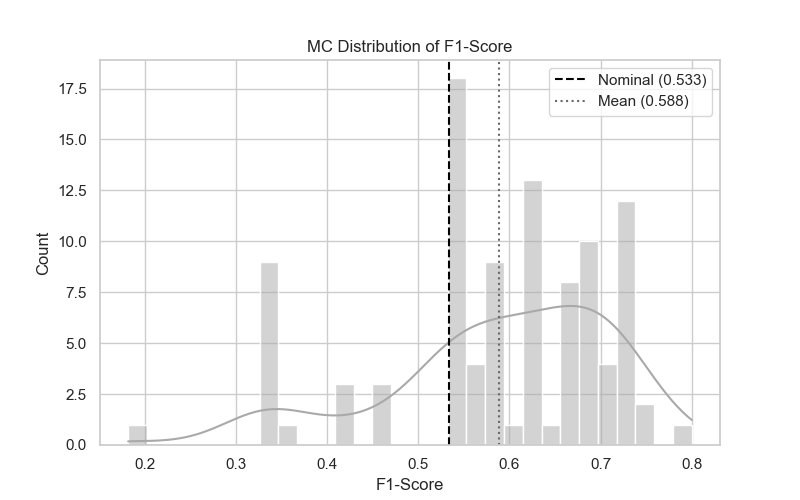 MC Distribution of F1-Score
Nominal (0.533)
Mean (0.588)
Count
17.5
15.0
12.5
10.0
7.5
5.0
2.5
0.0
0.2 0.3 0.4 0.5 0.6 0.7 0.8
F1-Score